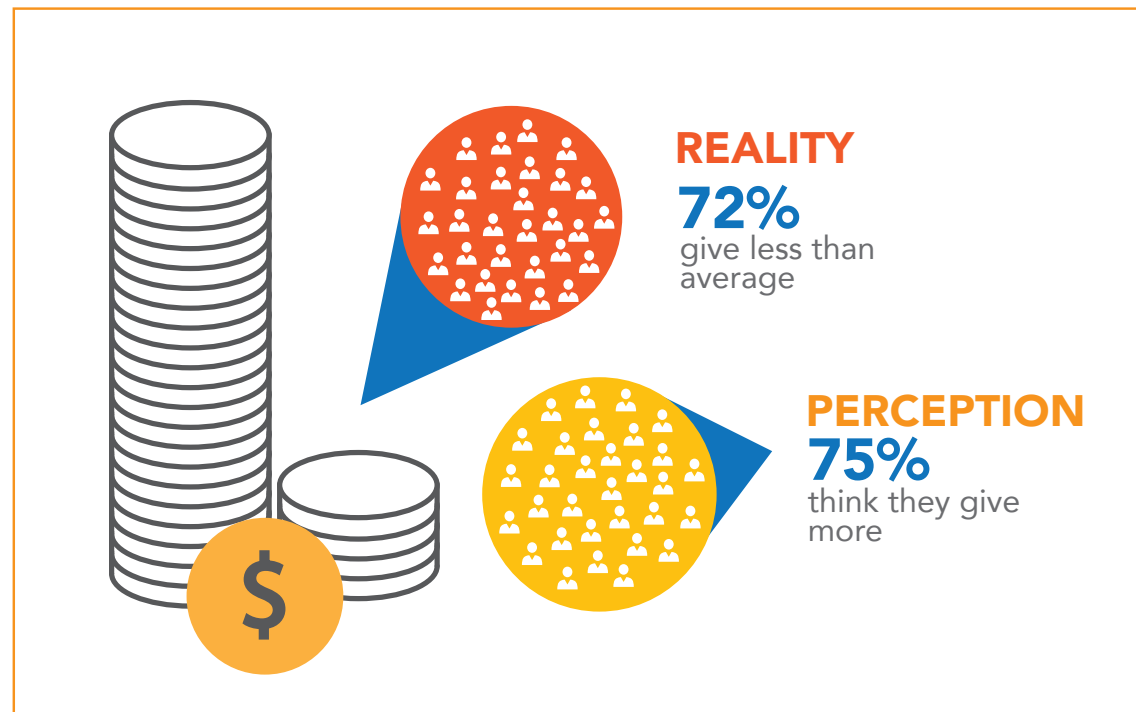 REALITY
72%
give less than
average
PERCEPTION
75%
think they give
more
$